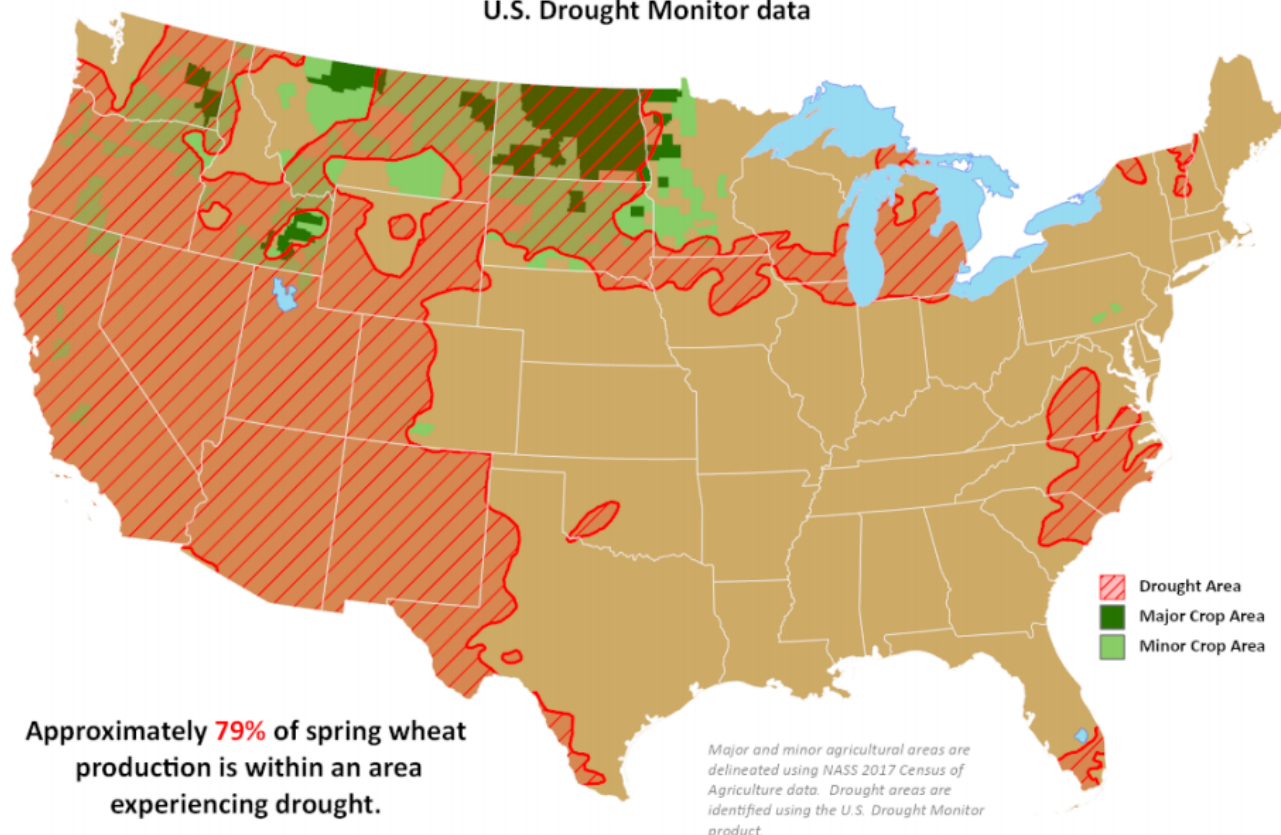 U.S. Drought Monitor data
Drought Area
Major Crop Area
Minor Crop Area
Approximately 79% of spring wheat
production is within an area
experiencing drought.
Major and minor agricultural areas are
delineated using NASS 2017 Census of
Agriculture data.  Drought areas are
identified using the U.S. Drought Monitor
product